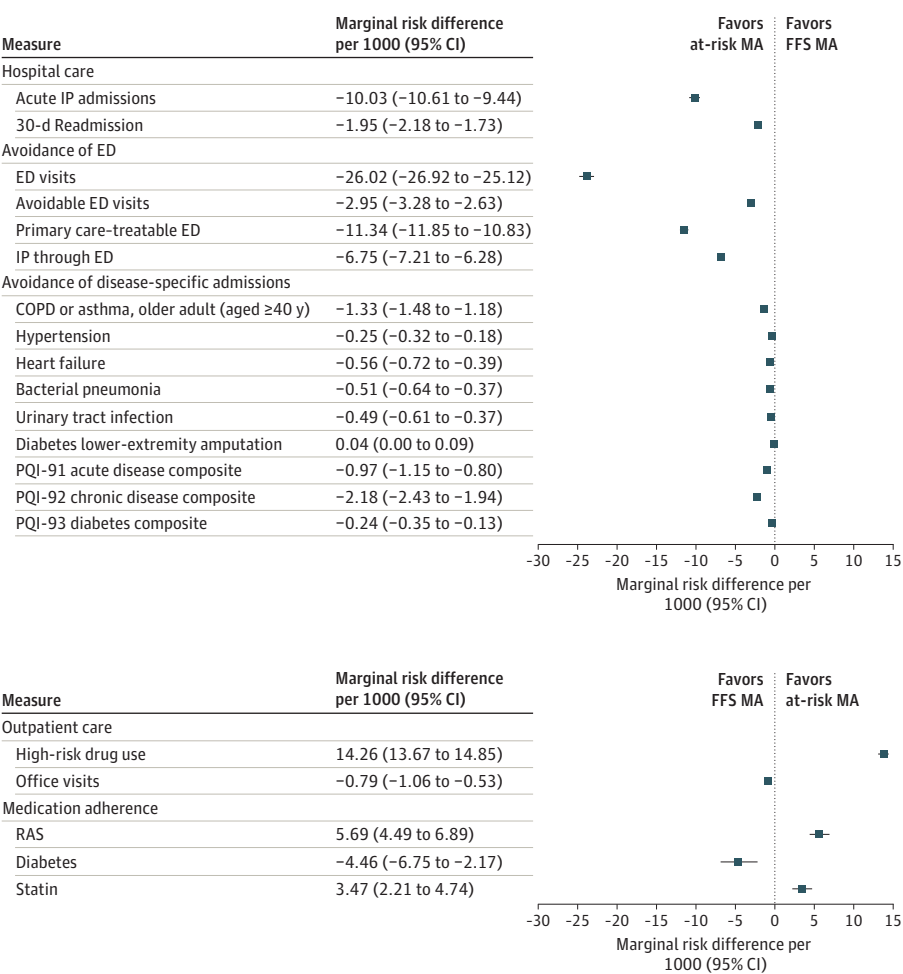 Measure Marginal risk difference per 1000 (95% CI) Favors at-risk MA Favors FFS MA
Hospital care
Acute IP admissions −10.03 (−10.61 to −9.44)
30-d Readmission −1.95 (−2.18 to −1.73)
Avoidance of ED
ED visits −26.02 (−26.92 to −25.12)
Avoidable ED visits −2.95 (−3.28 to −2.63)
Primary care-treatable ED −11.34 (−11.85 to −10.83)
IP through ED −6.75 (−7.21 to −6.28)
Avoidance of disease-specific admissions
COPD or asthma, older adult (aged ≥40 y) −1.33 (−1.48 to −1.18)
Hypertension −0.25 (−0.32 to −0.18)
Heart failure −0.56 (−0.72 to −0.39)
Bacterial pneumonia −0.51 (−0.64 to −0.37)
Urinary tract infection −0.49 (−0.61 to −0.37)
Diabetes lower-extremity amputation 0.04 (0.00 to 0.09)
PQI-91 acute disease composite −0.97 (−1.15 to −0.80)
PQI-92 chronic disease composite −2.18 (−2.43 to −1.94)
PQI-93 diabetes composite −0.24 (−0.35 to −0.13)
-30 -25 -20 -15 -10 -5 0 5 10 15
Marginal risk difference per
1000 (95% CI)
Measure Marginal risk difference per 1000 (95% CI) Favors FFS MA Favors at-risk MA
Outpatient care
High-risk drug use 14.26 (13.67 to 14.85)
Office visits −0.79 (−1.06 to −0.53)
Medication adherence
RAS 5.69 (4.49 to 6.89)
Diabetes −4.46 (−6.75 to −2.17)
Statin 3.47 (2.21 to 4.74)
-30 -25 -20 -15 -10 -5 0 5 10 15
Marginal risk difference per
1000 (95% CI)